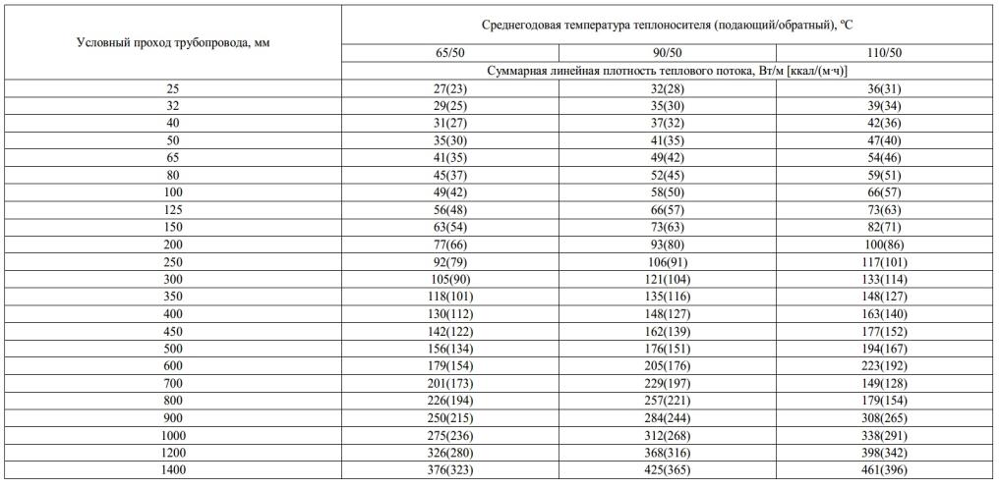 Условный проход трубопровода, мм
Среднегодовая температура теплоносителя (подающий/обратный), ºС
65/50 90/50 110/50
Суммарная линейная плотность теплового потока, Вт/м [ккал/(м·ч)]
25 27(23) 32(28) 36(31)
32 29(25) 35(30) 39(34)
40 31(27) 37(32) 42(36)
50 35(30) 41(35) 47(40)
65 41(35) 49(42) 54(46)
80 45(37) 52(45) 59(51)
100 49(42) 58(50) 66(57)
125 56(48) 66(57) 73(63)
150 63(54) 73(63) 82(71)
200 77(66) 93(80) 100(86)
250 92(79) 106(91) 117(101)
300 105(90) 121(104) 133(114)
350 118(101) 135(116) 148(127)
400 130(112) 148(127) 163(140)
450 142(122) 162(139) 177(152)
500 156(134) 176(151) 194(167)
600 179(154) 205(176) 223(192)
700 201(173) 229(197) 149(128)
800 226(194) 257(221) 179(154)
900 250(215) 284(244) 308(265)
1000 275(236) 312(268) 338(291)
1200 326(280) 368(316) 398(342)
1400 376(323) 425(365) 461(396)